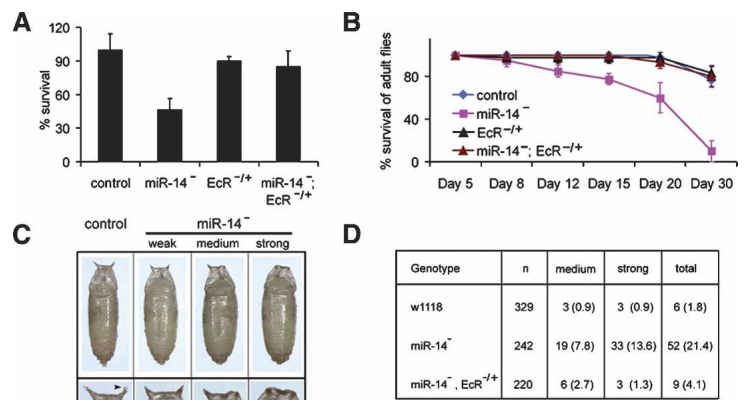 A
120
90
60
30
0
% survival
control
miR-14⁻
EcR⁻/⁺
miR-14⁻;
EcR⁻/⁺
B
80
40
0
% survival of adult flies
control
miR-14⁻
EcR⁻/⁺
miR-14⁻; EcR⁻/⁺
Day 5 Day 8 Day 12 Day 15 Day 20 Day 30
C
control miR-14⁻
weak medium strong
D
Genotype n medium strong total
w1118 329 3 (0.9) 3 (0.9) 6 (1.8)
miR-14⁻ 242 19 (7.8) 33 (13.6) 52 (21.4)
miR-14⁻, EcR⁻/⁺ 220 6 (2.7) 3 (1.3) 9 (4.1)